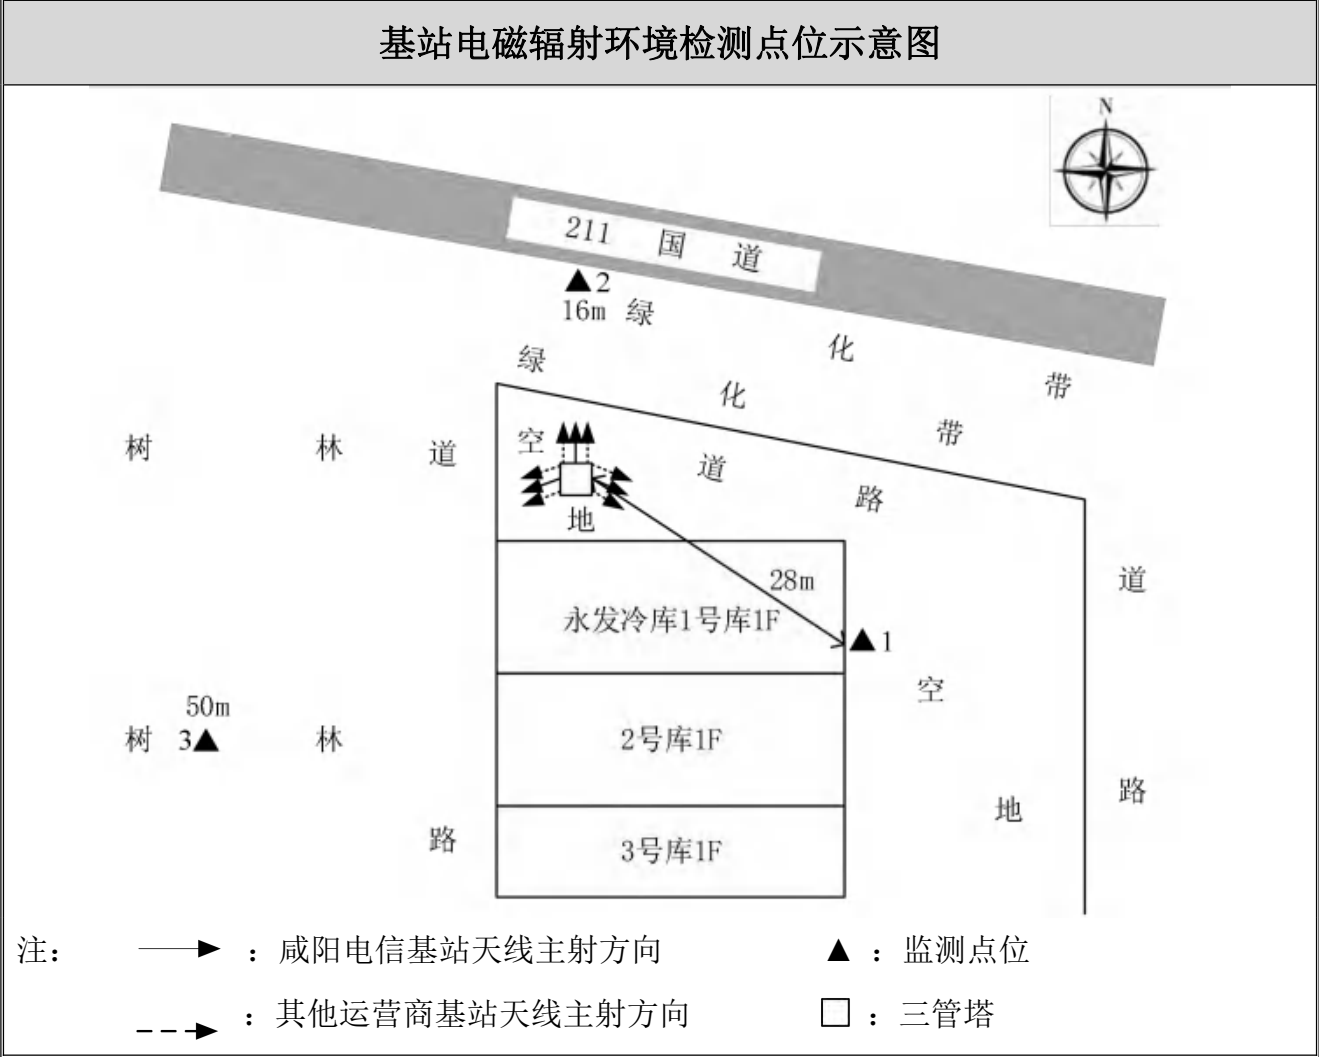 基站电磁辐射环境检测点位示意图
N
211 国 道
▲2
16m 绿 化 带
绿 化 带
树 林 道 空 道 路
地
28m
道
永发冷库1号库1F
▲1
空
50m
树 3▲ 林
2号库1F
路
地
路
3号库1F
注： ：咸阳电信基站天线主射方向 ▲：监测点位
：其他运营商基站天线主射方向 ：三管塔